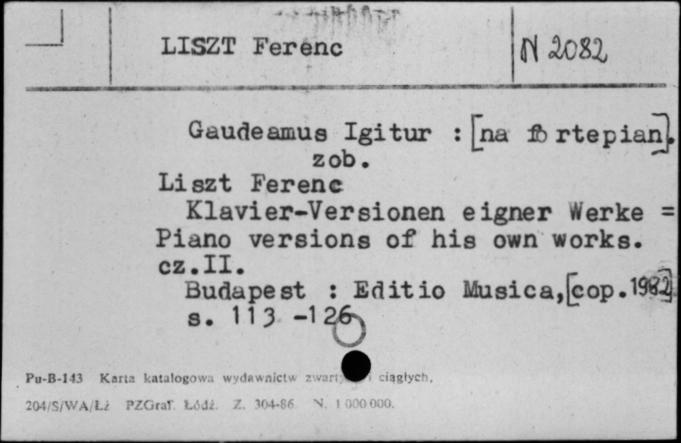 LISZT Ferenc
N 2082
Gaudeamus Igitur : [na fortepian].
zob.
Liszt Ferenc
Klavier-Versionen eigner Werke =
Piano versions of his own works.
cz.II.
Budapest : Editio Musica,[cop.1982]
s. 113 -126
Pu-B-143 Karta katalogowa wydawnictw i ciągłych,
204/S/WA/Łż PZGraf. Łódź. Z. 304-86 N. 1 000 000.